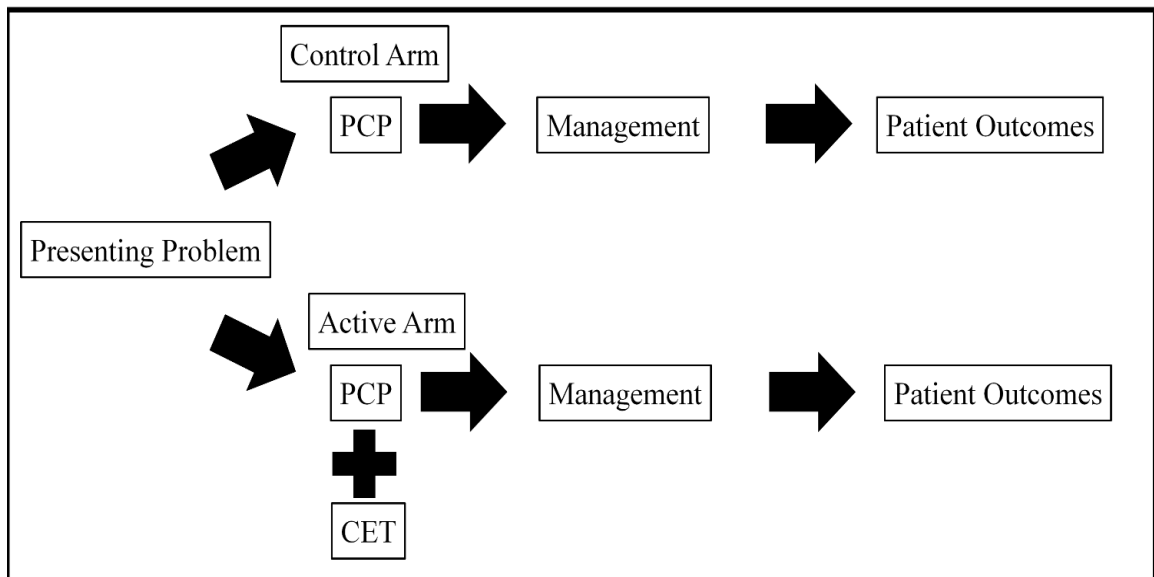 Control Arm
PCP
Management
Patient Outcomes
Presenting Problem
Active Arm
PCP
Management
Patient Outcomes
CET